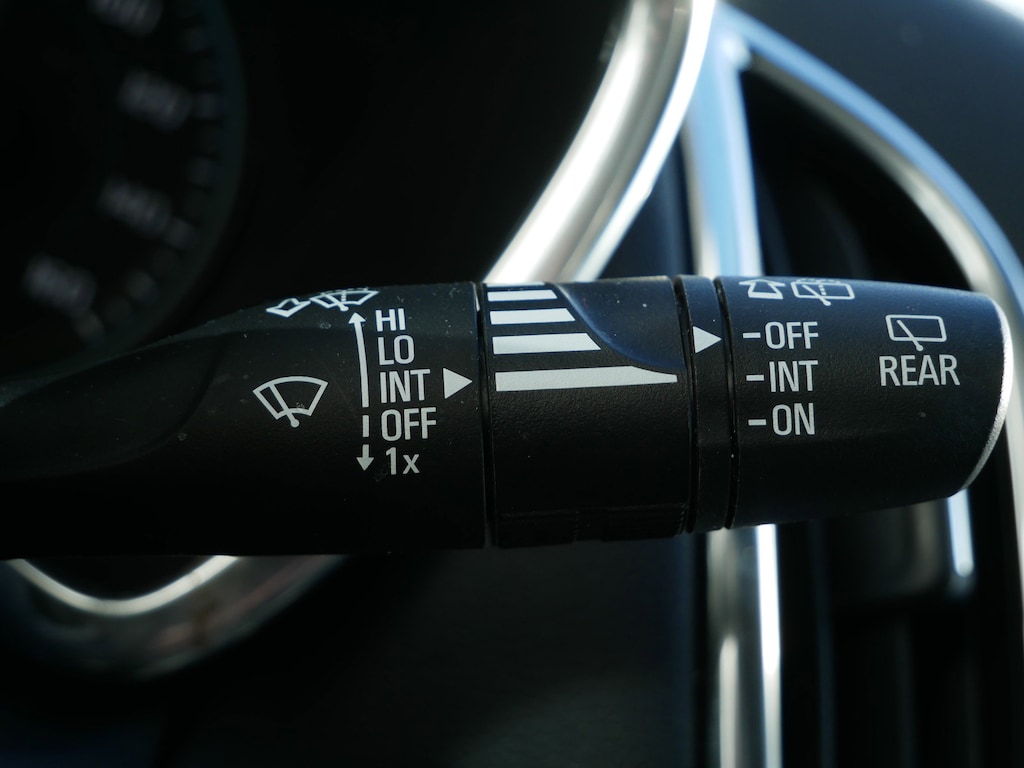 HI
LO
INT
OFF
1x
-OFF
-INT
-ON
REAR